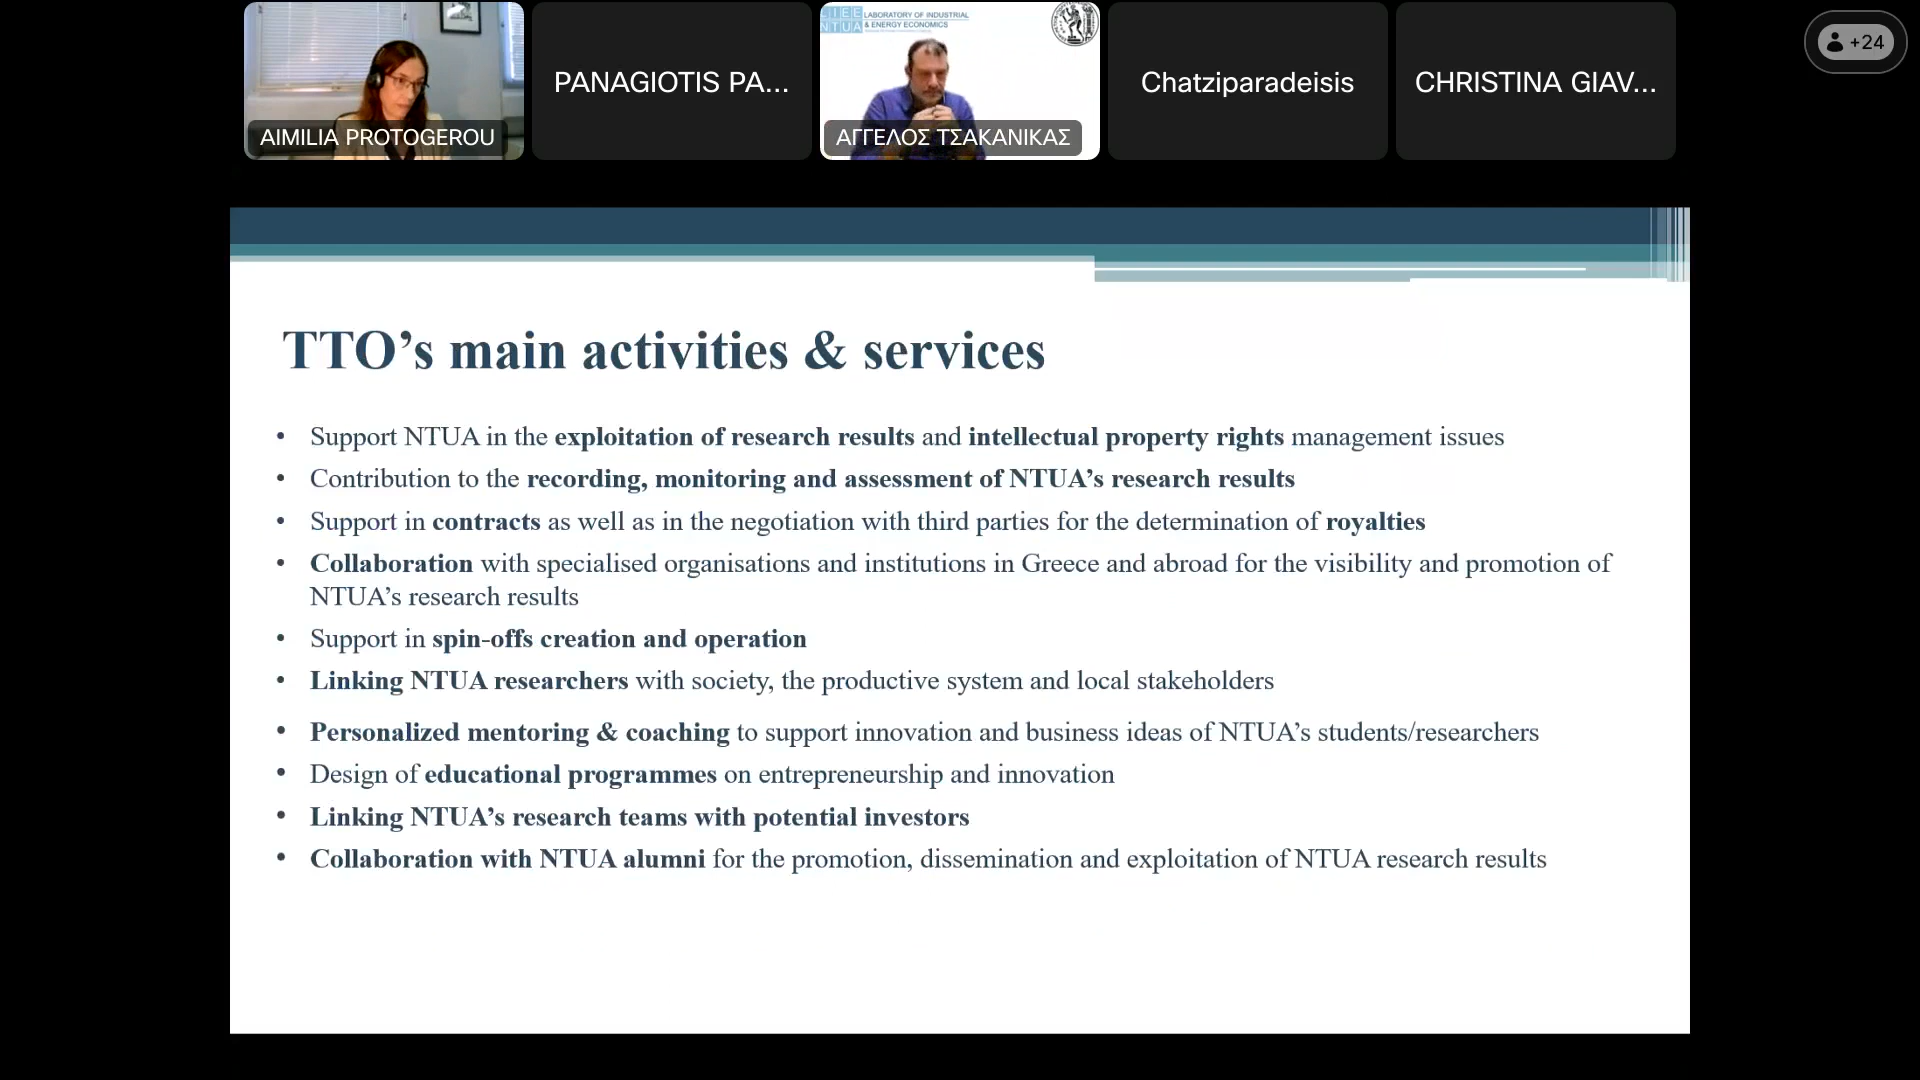 LIEE
NTUA
LABORATORY OF INDUSTRIAL
& ENERGY ECONOMICS
AIMILIA PROTOGEROU
PANAGIOTIS PA...
ΑΓΓΕΛΟΣ ΤΣΑΚΑΝΙΚΑΣ
Chatziparadeisis
CHRISTINA GIAV...
+24
TTO’s main activities & services
• Support NTUA in the exploitation of research results and intellectual property rights management issues
• Contribution to the recording, monitoring and assessment of NTUA’s research results
• Support in contracts as well as in the negotiation with third parties for the determination of royalties
• Collaboration with specialised organisations and institutions in Greece and abroad for the visibility and promotion of
NTUA’s research results
• Support in spin-offs creation and operation
• Linking NTUA researchers with society, the productive system and local stakeholders
• Personalized mentoring & coaching to support innovation and business ideas of NTUA’s students/researchers
• Design of educational programmes on entrepreneurship and innovation
• Linking NTUA’s research teams with potential investors
• Collaboration with NTUA alumni for the promotion, dissemination and exploitation of NTUA research results